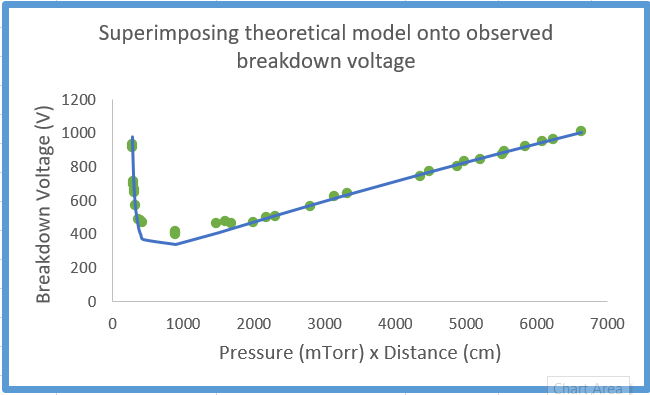 Superimposing theoretical model onto observed
breakdown voltage
Breakdown Voltage (V)
1200
1000
800
600
400
200
0
0 1000 2000 3000 4000 5000 6000 7000
Pressure (mTorr) x Distance (cm)
Chart Area